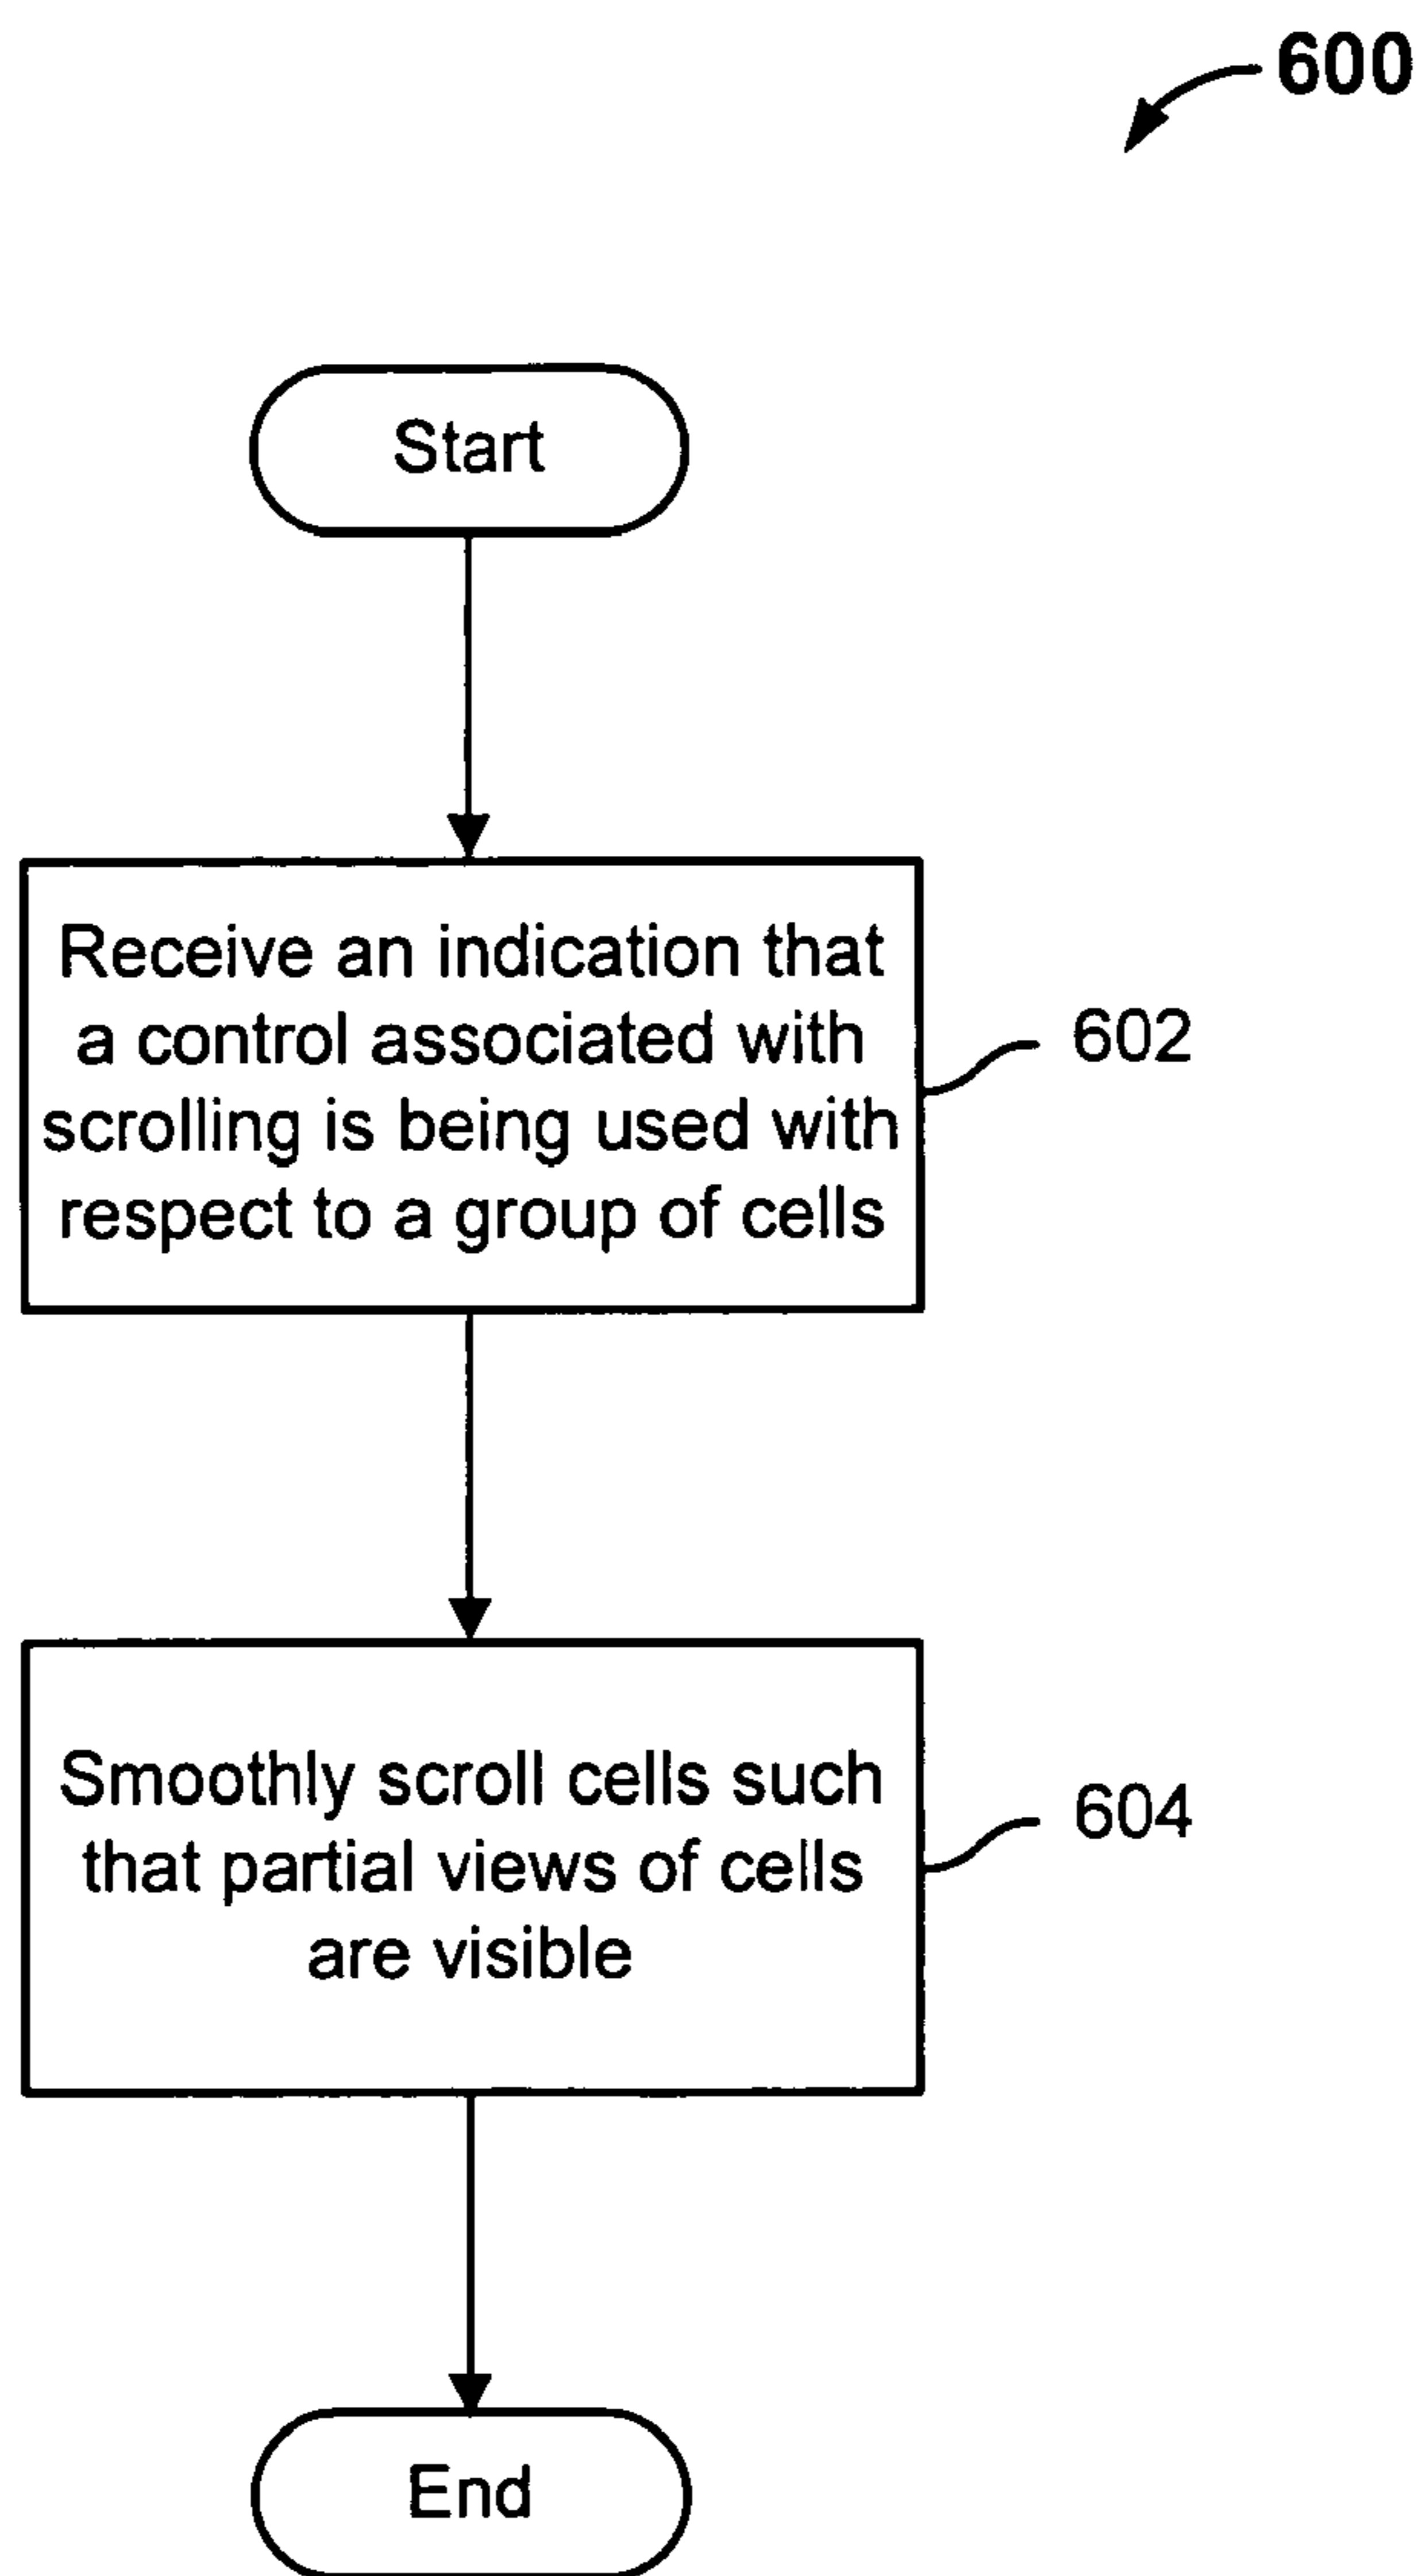 600
Start
Receive an indication that
a control associated with
scrolling is being used with
respect to a group of cells
602
Smoothly scroll cells such
that partial views of cells
are visible
604
End